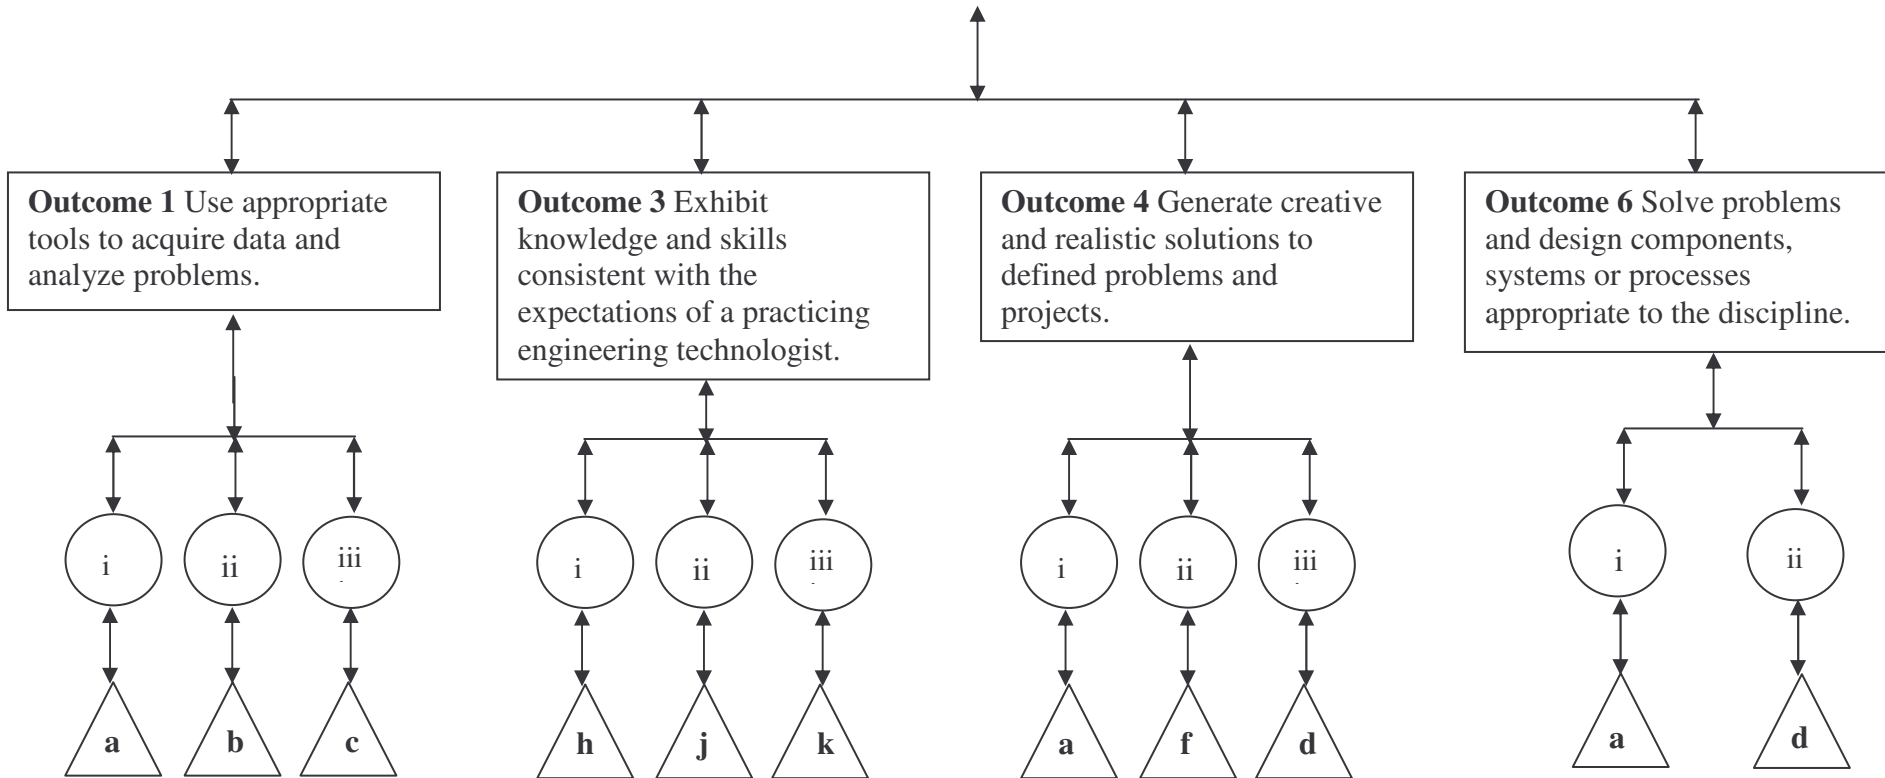 Outcome 1 Use appropriate
tools to acquire data and
analyze problems.
Outcome 3 Exhibit
knowledge and skills
consistent with the
expectations of a practicing
engineering technologist.
Outcome 4 Generate creative
and realistic solutions to
defined problems and
projects.
Outcome 6 Solve problems
and design components,
systems or processes
appropriate to the discipline.
i ii iii i ii iii i ii iii i ii
a b c h j k a f d a d